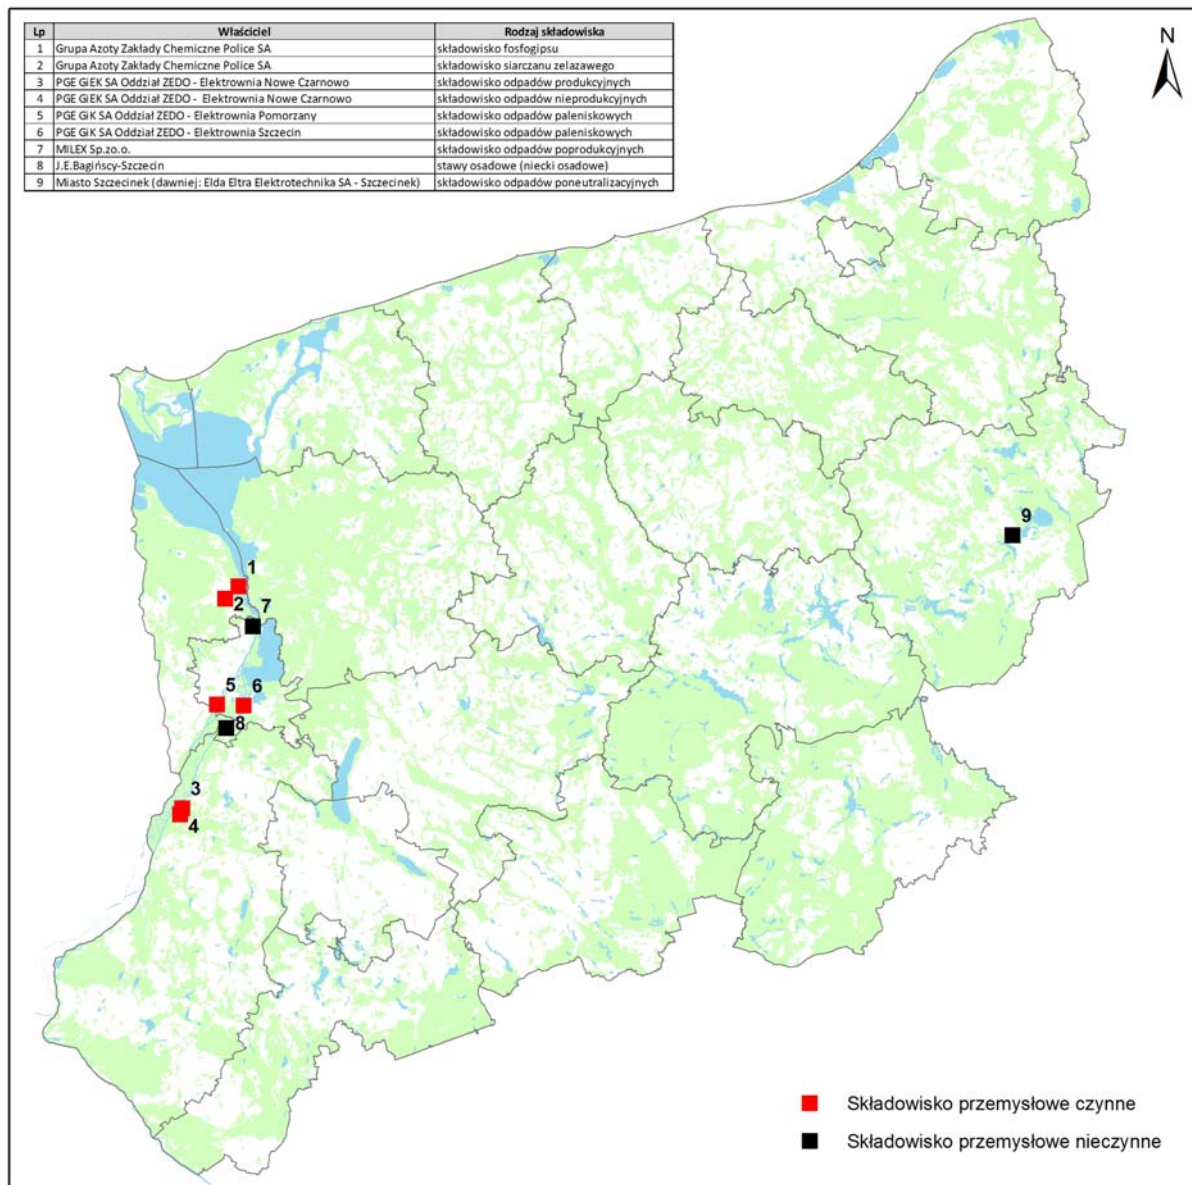 Lp Właściciel Rodzaj składowiska
1 Grupa Azoty Zakłady Chemiczne Police SA składowisko fosfogipsu
2 Grupa Azoty Zakłady Chemiczne Police SA składowisko siarczanu zelazawego
3 PGE GiEK SA Oddział ZEDO - Elektrownia Nowe Czarnowo składowisko odpadów produkcyjnych
4 PGE GiEK SA Oddział ZEDO - Elektrownia Nowe Czarnowo składowisko odpadów nieprodukcyjnych
5 PGE GiK SA Oddział ZEDO - Elektrownia Pomorzany składowisko odpadów paleniskowych
6 PGE GiK SA Oddział ZEDO - Elektrownia Szczecin składowisko odpadów paleniskowych
7 MILEX Sp.zo.o. składowisko odpadów poprodukcyjnych
8 J.E.Bagińscy-Szczecin stawy osadowe (niecki osadowe)
9 Miasto Szczecinek (dawniej: Elda Eltra Elektrotechnika SA - Szczecinek) składowisko odpadów poneutralizacyjnych
N
9
1
2
7
5
6
8
3
4
Składowisko przemysłowe czynne
Składowisko przemysłowe nieczynne